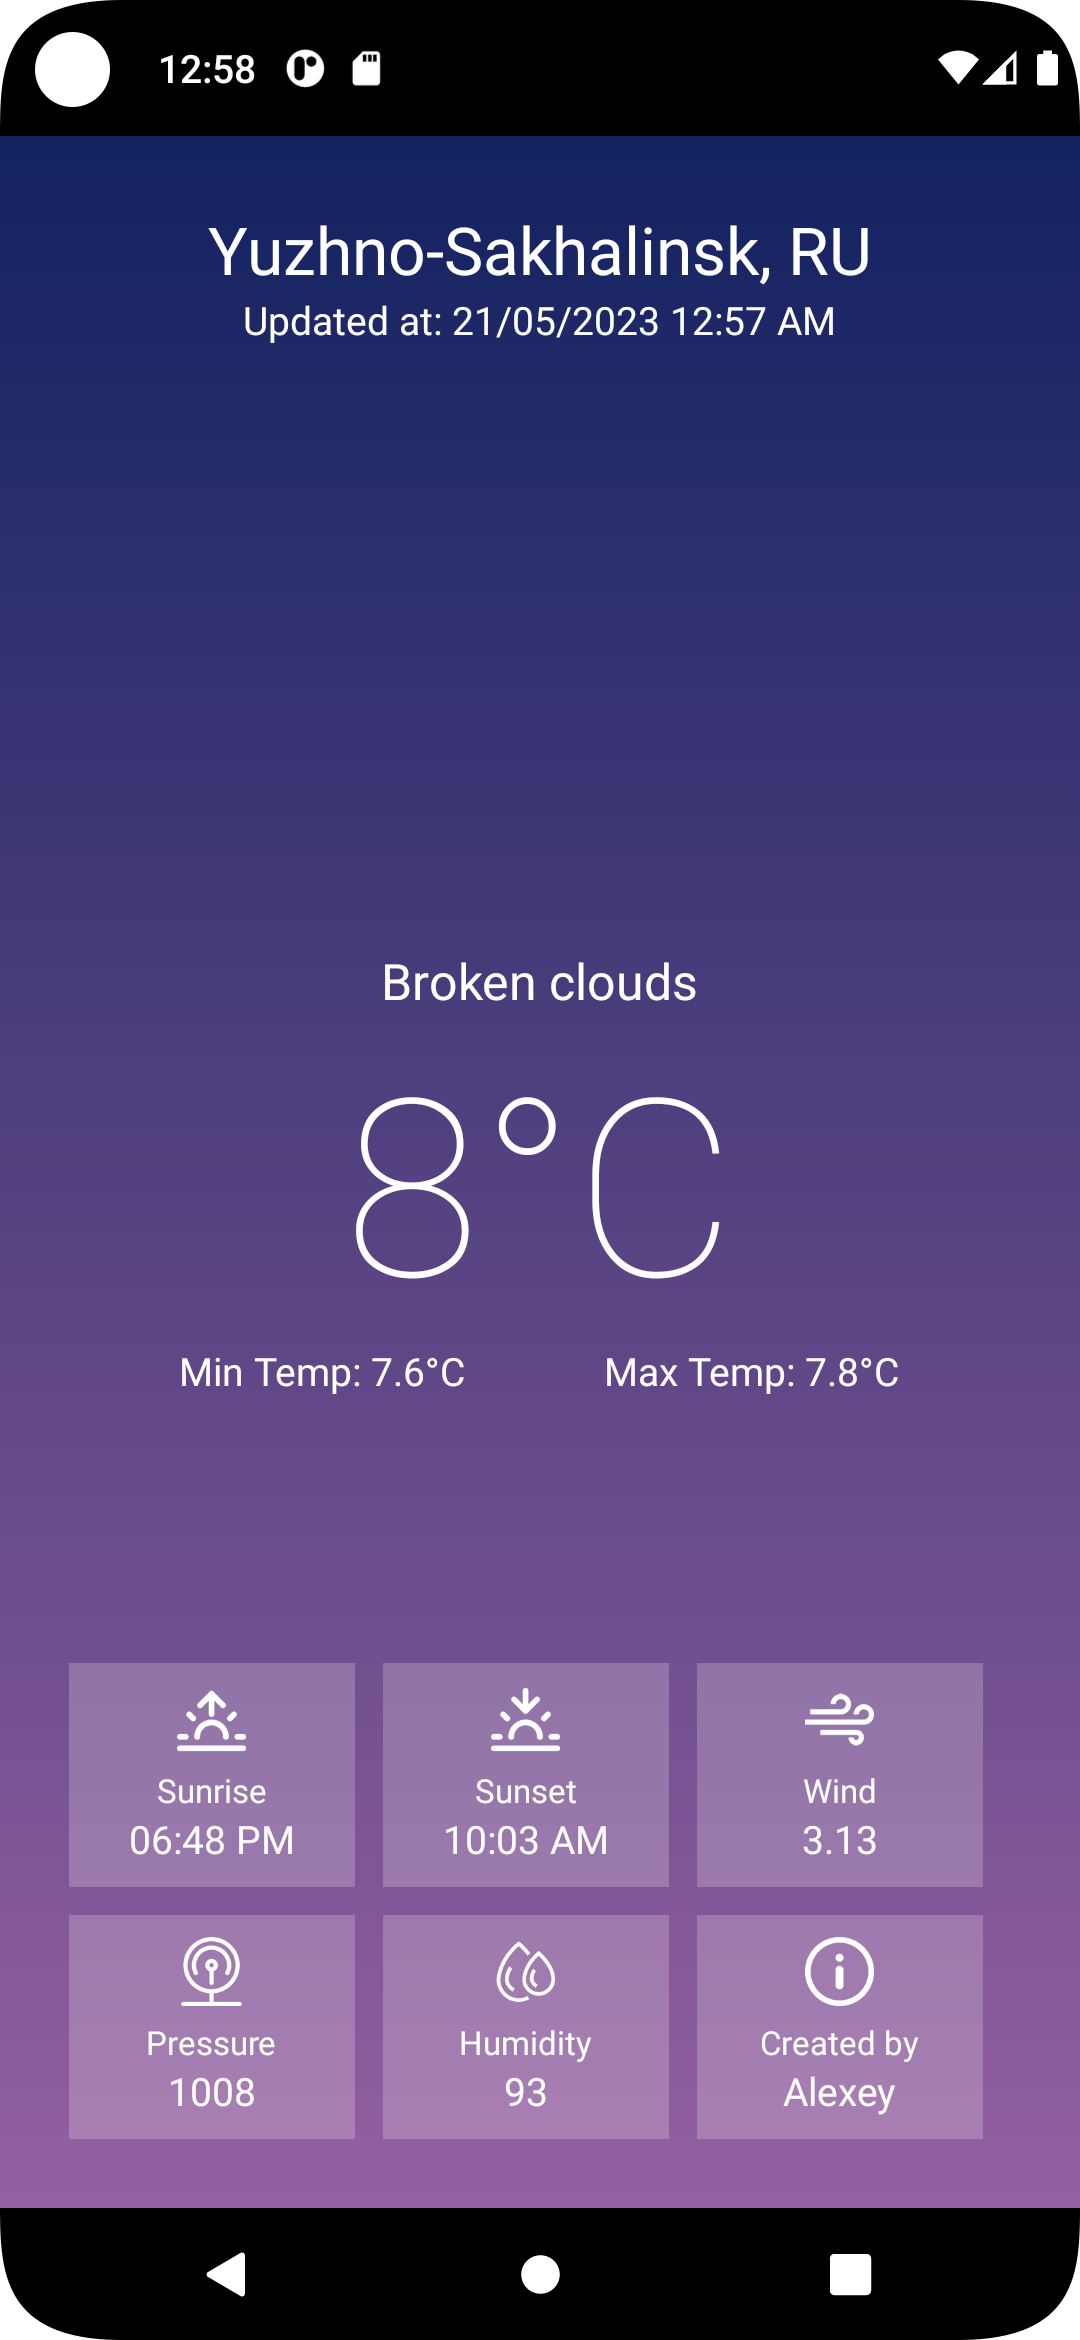 12:58
Yuzhno-Sakhalinsk, RU
Updated at: 21/05/2023 12:57 AM
Broken clouds
8°C
Min Temp: 7.6°C
Max Temp: 7.8°C
Sunrise
06:48 PM
Sunset
10:03 AM
Wind
3.13
Pressure
1008
Humidity
93
Created by
Alexey